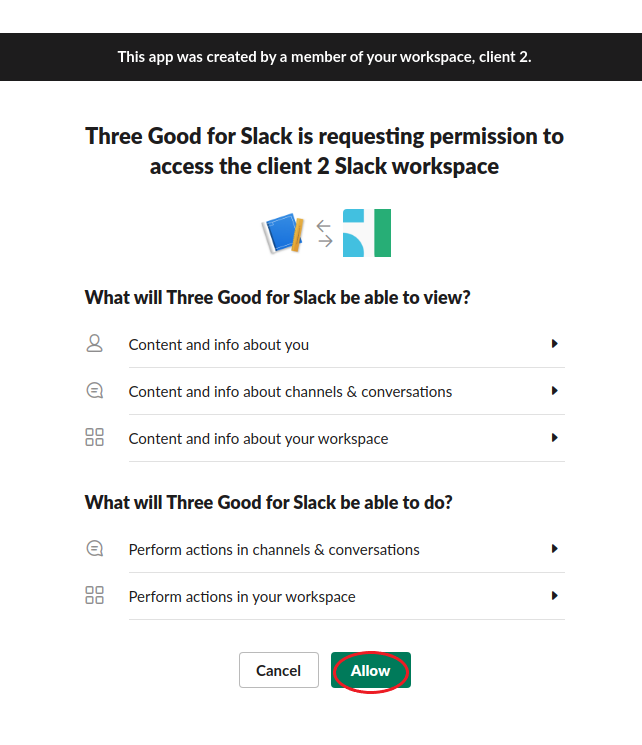 This app was created by a member of your workspace, client 2.
Three Good for Slack is requesting permission to
access the client 2 Slack workspace
What will Three Good for Slack be able to view?
Content and info about you
Content and info about channels & conversations
Content and info about your workspace
What will Three Good for Slack be able to do?
Perform actions in channels & conversations
Perform actions in your workspace
Cancel
Allow